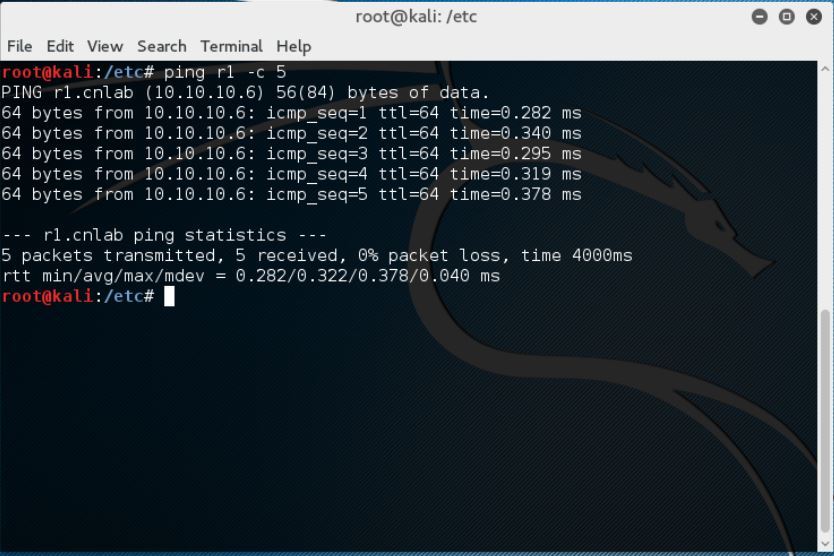 root@kali: /etc
File Edit View Search Terminal Help
root@kali:/etc# ping r1 -c 5
PING r1.cnlab (10.10.10.6) 56(84) bytes of data.
64 bytes from 10.10.10.6: icmp_seq=1 ttl=64 time=0.282 ms
64 bytes from 10.10.10.6: icmp_seq=2 ttl=64 time=0.340 ms
64 bytes from 10.10.10.6: icmp_seq=3 ttl=64 time=0.295 ms
64 bytes from 10.10.10.6: icmp_seq=4 ttl=64 time=0.319 ms
64 bytes from 10.10.10.6: icmp_seq=5 ttl=64 time=0.378 ms
--- r1.cnlab ping statistics ---
5 packets transmitted, 5 received, 0% packet loss, time 4000ms
rtt min/avg/max/mdev = 0.282/0.322/0.378/0.040 ms
root@kali:/etc#